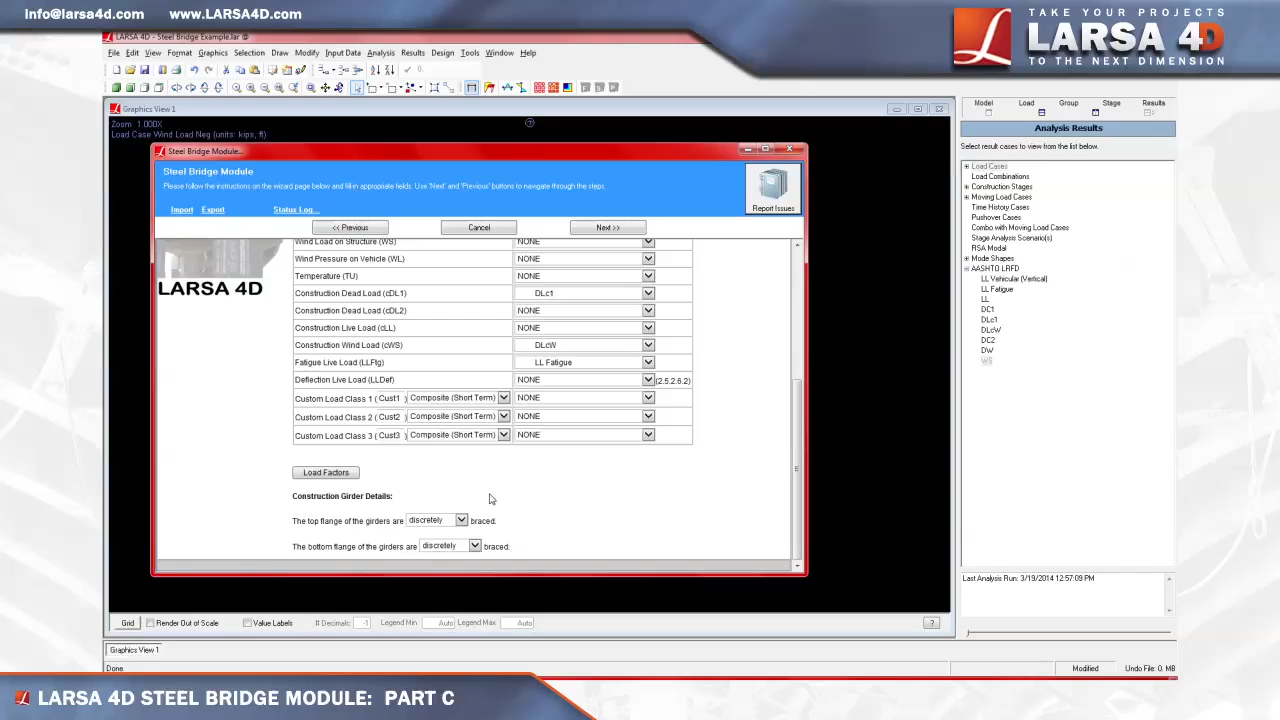 Info@larsa4d.com www.LARSA4D.com
TAKE YOUR PROJECTS
LARSA 4D
TO THE NEXT DIMENSION
LARSA 4D - Steel Bridge Example.lar @
File Edit View Format Graphics Selection Draw Modify Input Data Analysis Results Design Tools Window Help
Graphics View 1
Zoom 1.000X
Load Case Wind Load Neg (units: kips, ft)
Steel Bridge Module...
Steel Bridge Module
Please follow the instructions on the wizard page below and fill-in appropriate fields. Use 'Next' and 'Previous' buttons to navigate through the steps.
Import Export Status Log...
Report Issues
<< Previous Cancel Next >>
LARSA 4D
Wind Load on Structure (WS) NONE
Wind Pressure on Vehicle (WL) NONE
Temperature (TU) NONE
Construction Dead Load (cDL1) DLc1
Construction Dead Load (cDL2) NONE
Construction Live Load (cLL) NONE
Construction Wind Load (cWS) DLcW
Fatigue Live Load (LLFtg) LL Fatigue
Deflection Live Load (LLDef) NONE (2.5.2.6.2)
Custom Load Class 1 ( Cust1 ) Composite (Short Term) NONE
Custom Load Class 2 ( Cust2 ) Composite (Short Term) NONE
Custom Load Class 3 ( Cust3 ) Composite (Short Term) NONE
Load Factors
Construction Girder Details:
The top flange of the girders are discretely braced.
The bottom flange of the girders are discretely braced.
Model Load Group Stage Results
Analysis Results
Select result cases to view from the list below.
Load Cases
Load Combinations
Construction Stages
Moving Load Cases
Time History Cases
Pushover Cases
Combo with Moving Load Cases
Stage Analysis Scenario(s)
RSA Modal
Mode Shapes
AASHTO LRFD
LL Vehicular (Vertical)
LL Fatigue
LL
DC1
DLc1
DLcW
DC2
DW
WS
Last Analysis Run: 3/19/2014 12:57:09 PM
Grid Render Out of Scale Value Labels # Decimals: -1 Legend Min Auto Legend Max Auto ?
Graphics View 1
Done. Modified Undo File: 0. MB
LARSA 4D STEEL BRIDGE MODULE: PART C